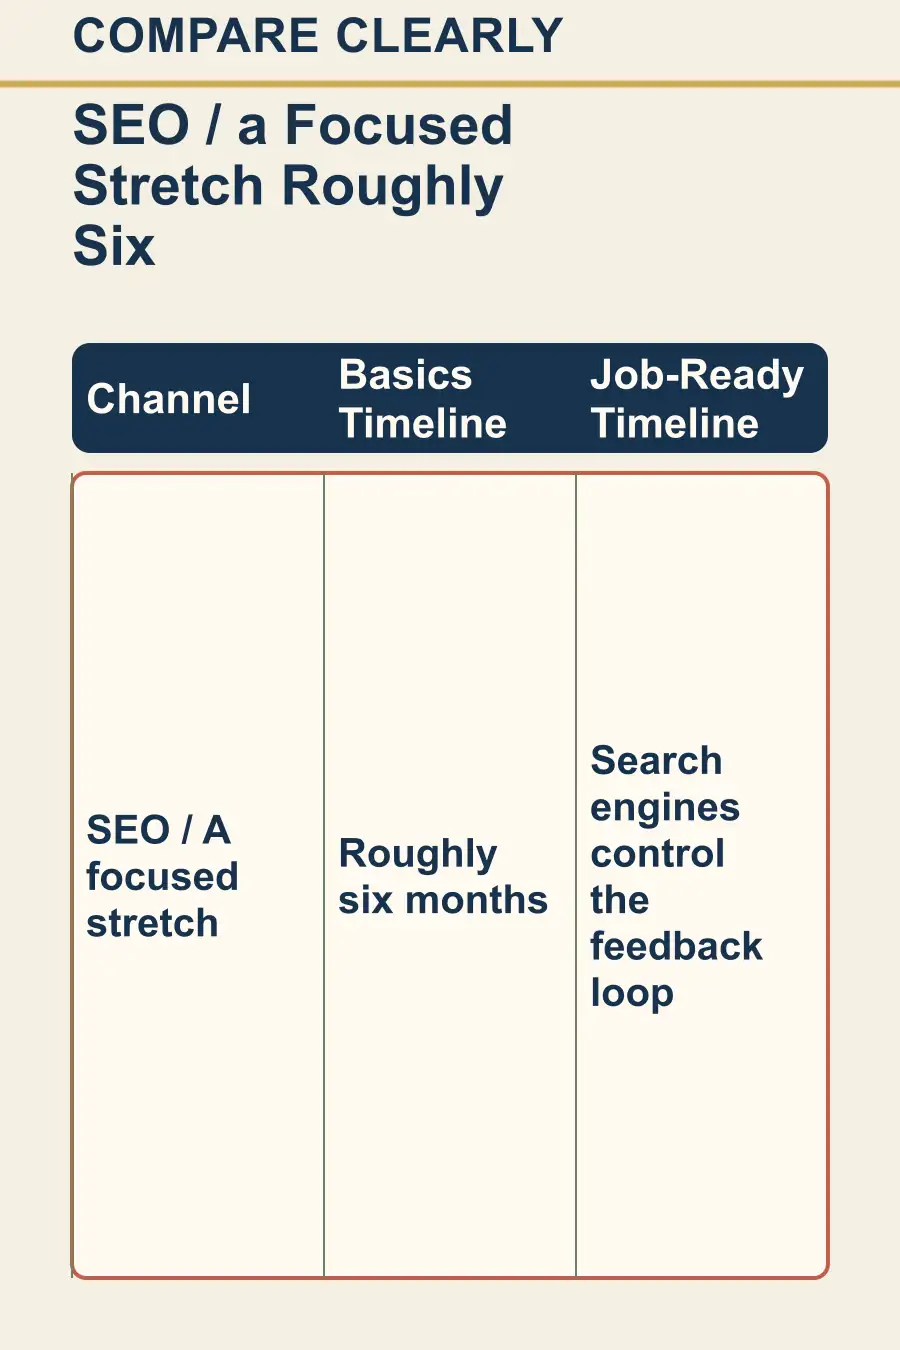 COMPARE CLEARLY
SEO / a Focused
Stretch Roughly
Six
Channel
Basics
Timeline
Job-Ready
Timeline
SEO / A
focused
stretch
Roughly
six months
Search
engines
control
the
feedback
loop